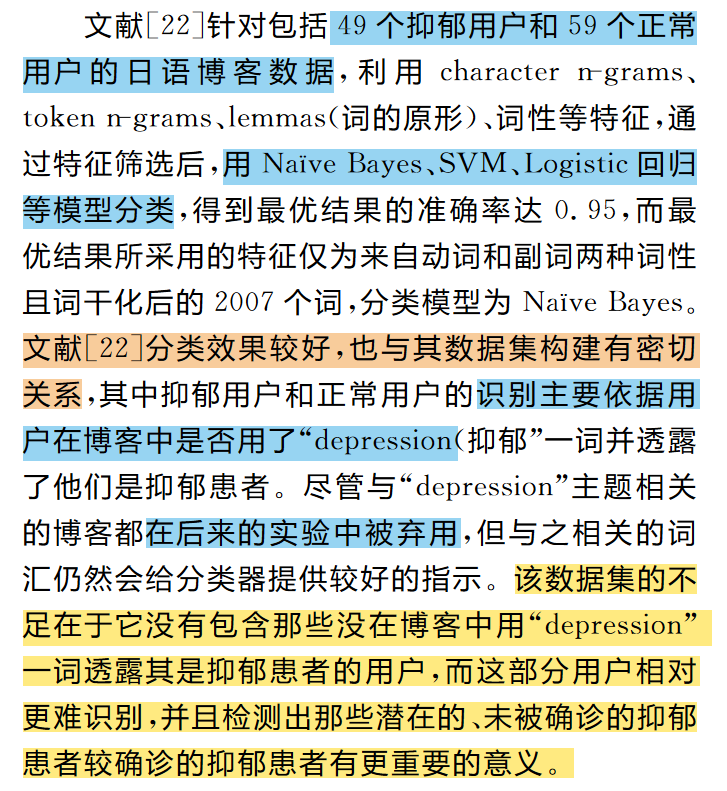 文献[22]针对包括 49 个抑郁用户和 59 个正常
用户的日语博客数据，利用 character n-grams、
token n-grams、lemmas(词的原形)、词性等特征，通
过特征筛选后，用 Naïve Bayes、SVM、Logistic 回归
等模型分类，得到最优结果的准确率达 0.95，而最
优结果所采用的特征仅为来自动词和副词两种词性
且词干化后的 2007 个词，分类模型为 Naïve Bayes。
文献[22]分类效果较好，也与其数据集构建有密切
关系，其中抑郁用户和正常用户的识别主要依据用
户在博客中是否用了“depression(抑郁”一词并透露
了他们是抑郁患者。尽管与“depression”主题相关
的博客都在后来的实验中被弃用，但与之相关的词
汇仍然会给分类器提供较好的指示。该数据集的不
足在于它没有包含那些没在博客中用“depression”
一词透露其是抑郁患者的用户，而这部分用户相对
更难识别，并且检测出那些潜在的、未被确诊的抑郁
患者较确诊的抑郁患者有更重要的意义。